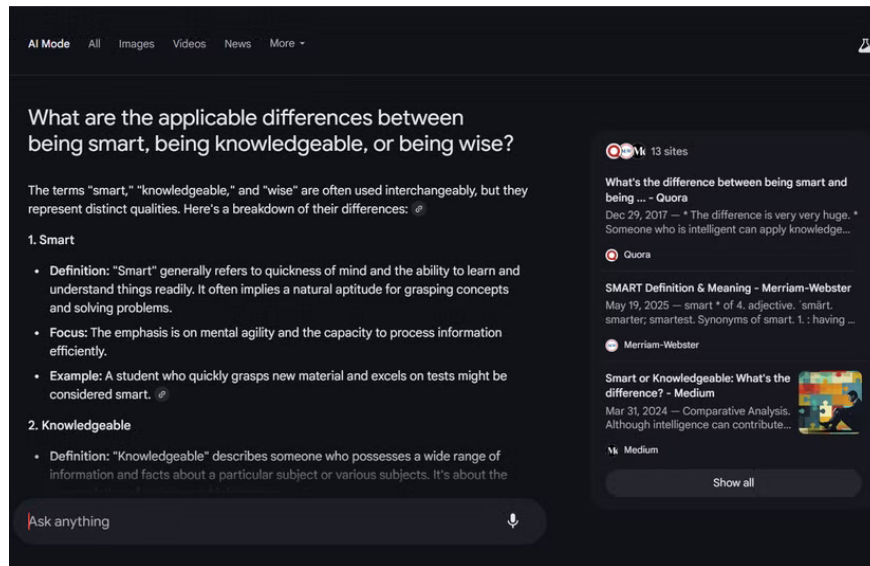 AI Mode All Images Videos News More
What are the applicable differences between
being smart, being knowledgeable, or being wise?
The terms "smart," "knowledgeable," and "wise" are often used interchangeably, but they
represent distinct qualities. Here's a breakdown of their differences:
1. Smart
• Definition: "Smart" generally refers to quickness of mind and the ability to learn and
understand things readily. It often implies a natural aptitude for grasping concepts
and solving problems.
• Focus: The emphasis is on mental agility and the capacity to process information
efficiently.
• Example: A student who quickly grasps new material and excels on tests might be
considered smart.
2. Knowledgeable
• Definition: "Knowledgeable" describes someone who possesses a wide range of
information and facts about a particular subject or various subjects. It's about the
Ask anything
13 sites
What's the difference between being smart and
being ... - Quora
Dec 29, 2017 — * The difference is very very huge. *
Someone who is intelligent can apply knowledge...
Quora
SMART Definition & Meaning - Merriam-Webster
May 19, 2025 — smart * of 4. adjective. ˈsmärt.
smarter; smartest. Synonyms of smart. 1. : having ...
Merriam-Webster
Smart or Knowledgeable: What's the
difference? - Medium
Mar 31, 2024 — Comparative Analysis.
Although intelligence can contribute...
Medium
Show all